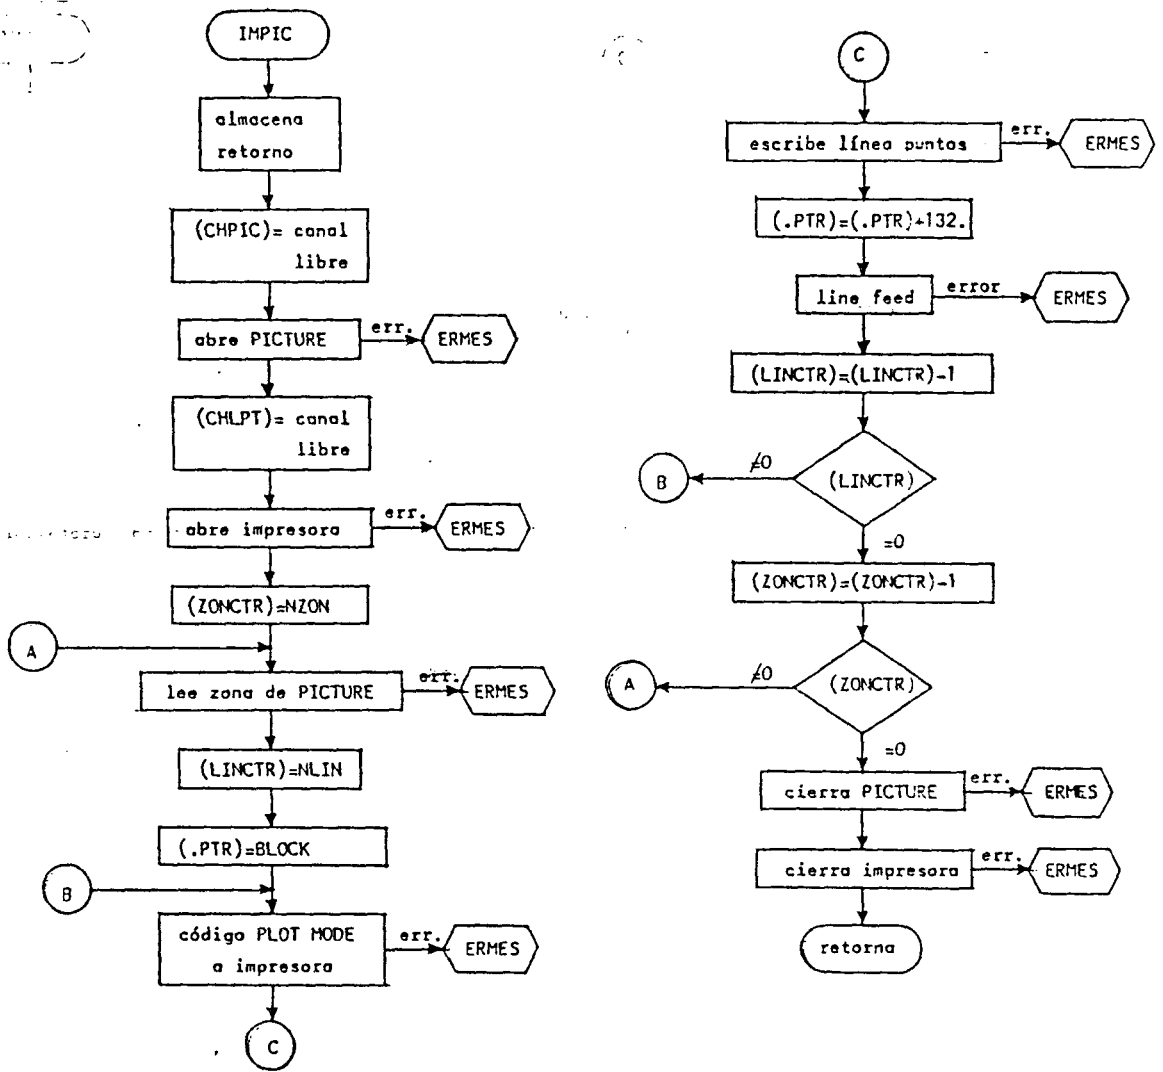 IMPIC
almacena
retorno
(CHPIC)= canal
libre
abre PICTURE
err.
ERMES
(CHLPT)= canal
libre
abre impresora
err.
ERMES
(ZONCTR)=NZON
A
lee zona de PICTURE
err.
ERMES
(LINCTR)=NLIN
(.PTR)=BLOCK
B
código PLOT MODE
a impresora
err.
ERMES
C
C
escribe línea puntos
err.
ERMES
(.PTR)=(.PTR)+132.
line feed
error
ERMES
(LINCTR)=(LINCTR)-1
B
≠0
(LINCTR)
=0
(ZONCTR)=(ZONCTR)-1
A
≠0
(ZONCTR)
=0
cierra PICTURE
err.
ERMES
cierra impresora
err.
ERMES
retorna